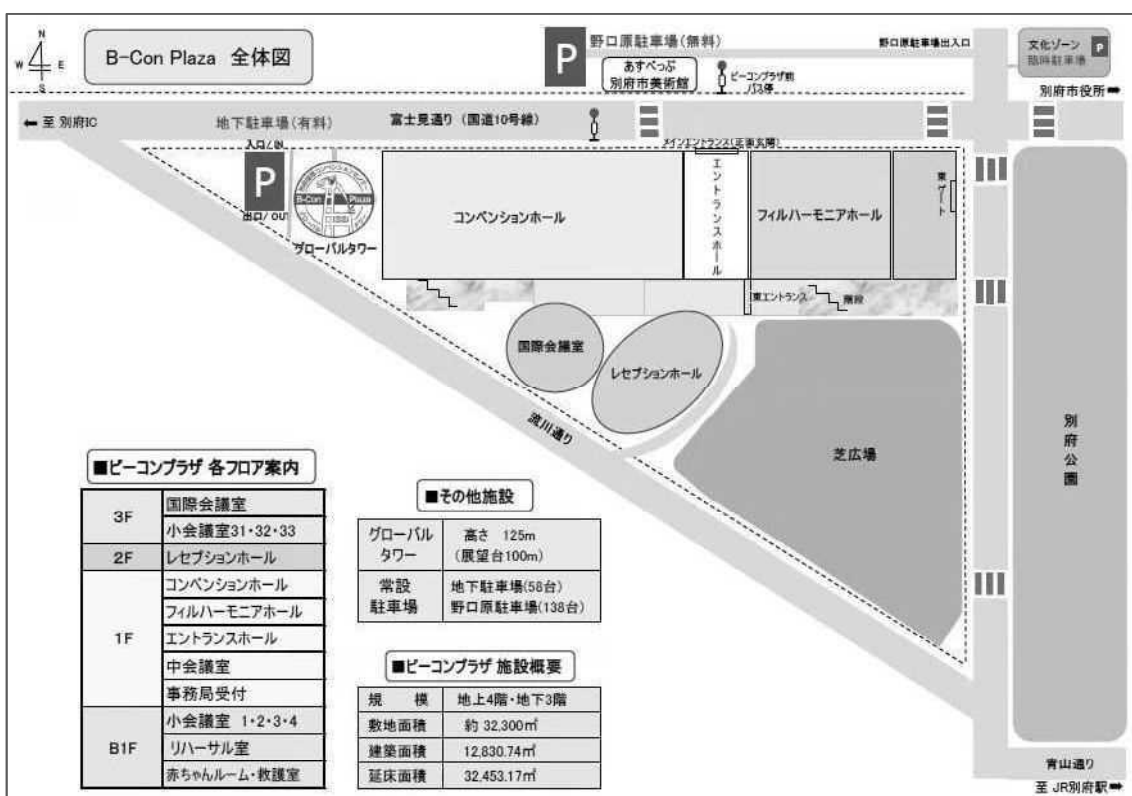 N
W
E
S
B-Con Plaza 全体図
P
野口原駐車場(無料)
野口原駐車場出入口
文化ゾーン
臨時駐車場
P
あすべっぷ
別府市美術館
ビーコンプラザ前
バス停
別府市役所➡
⬅ 至 別府IC
地下駐車場(有料)
富士見通り (国道10号線)
入口/IN
P
出口/OUT
B-Con Plaza
グローバルタワー
メインエントランス(正面玄関)
コンベンションホール
エントランスホール
フィルハーモニアホール
東ゲート
東エントランス
階段
国際会議室
レセプションホール
流川通り
芝広場
別府公園
青山通り
至 JR別府駅➡
■ビーコンプラザ 各フロア案内
3F
国際会議室
小会議室31・32・33
2F
レセプションホール
1F
コンベンションホール
フィルハーモニアホール
エントランスホール
中会議室
事務局受付
B1F
小会議室 1・2・3・4
リハーサル室
赤ちゃんルーム・救護室
■その他施設
グローバル
タワー
高さ 125m
(展望台100m)
常設
駐車場
地下駐車場(58台)
野口原駐車場(138台)
■ビーコンプラザ 施設概要
規 模 地上4階・地下3階
敷地面積 約 32,300㎡
建築面積 12,830.74㎡
延床面積 32,453.17㎡